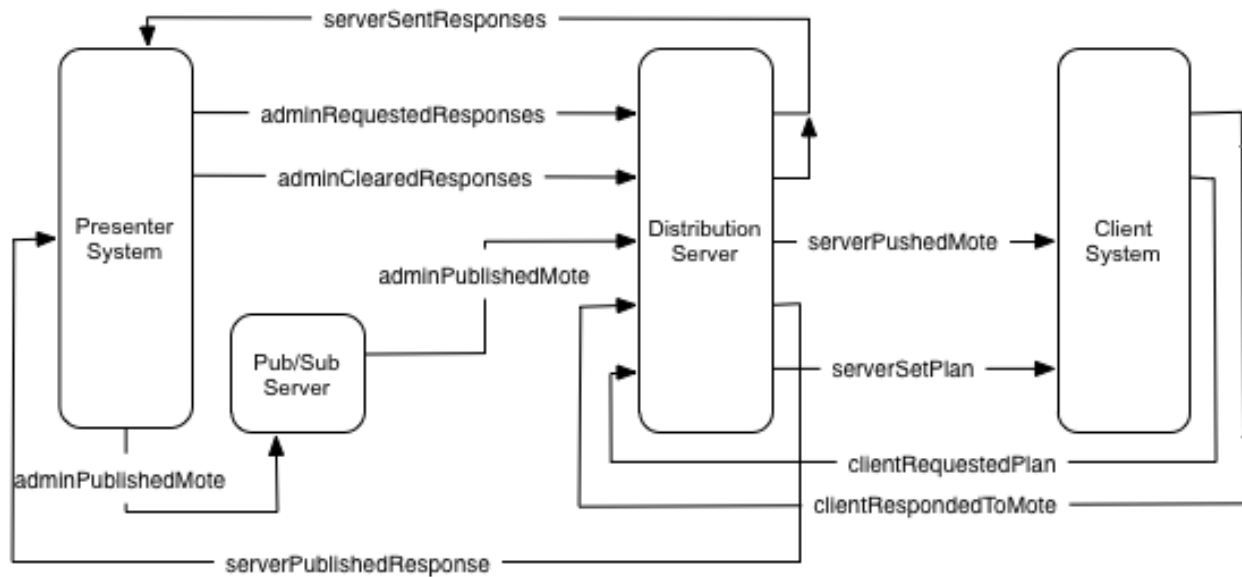 serverSentResponses
adminRequestedResponses
adminClearedResponses
Presenter
System
Distribution
Server
Client
System
serverPushedMote
adminPublishedMote
Pub/Sub
Server
serverSetPlan
adminPublishedMote
clientRequestedPlan
clientRespondedToMote
serverPublishedResponse